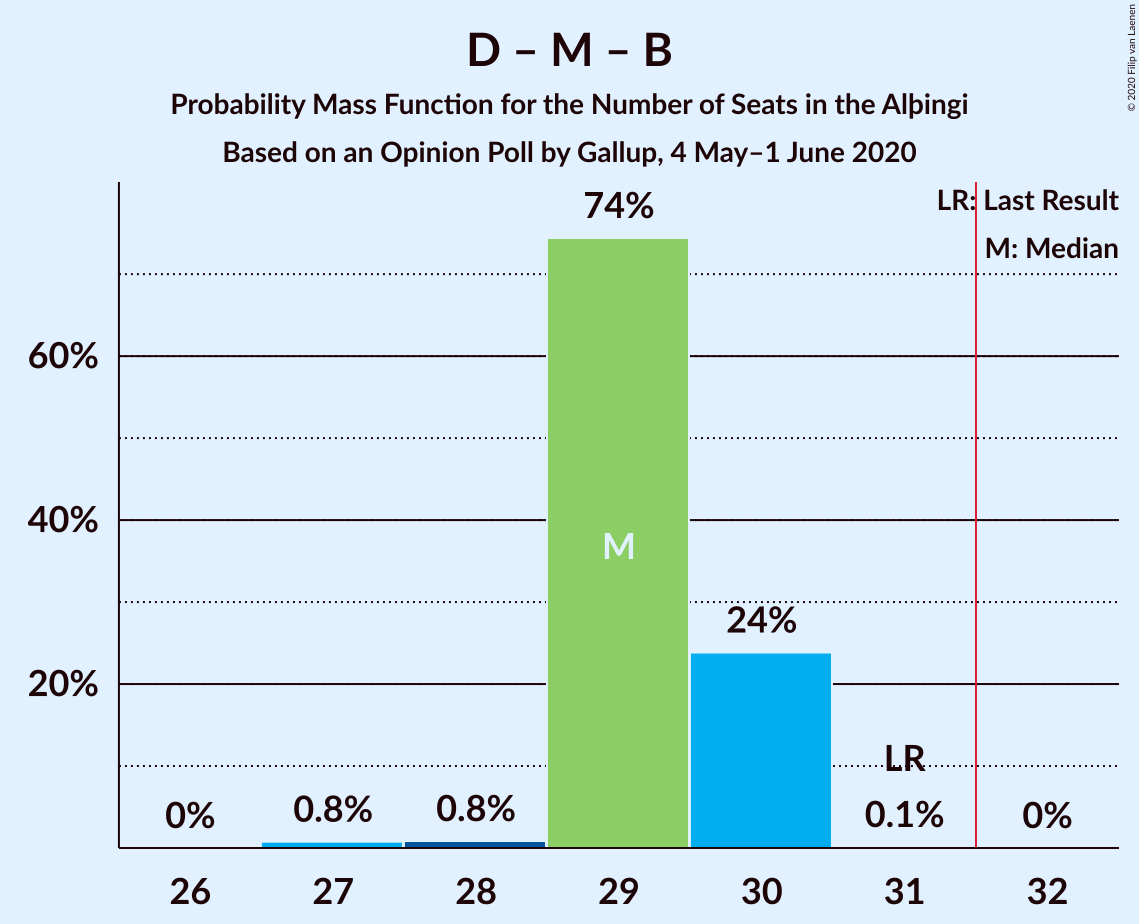 D – M – B
Probability Mass Function for the Number of Seats in the Alþingi
Based on an Opinion Poll by Gallup, 4 May–1 June 2020
© 2020 Filip van Laenen
LR: Last Result
M: Median
74%
60%
40%
20%
M
24%
LR
0%
0.8%
0.8%
0.1%
0%
26 27 28 29 30 31 32